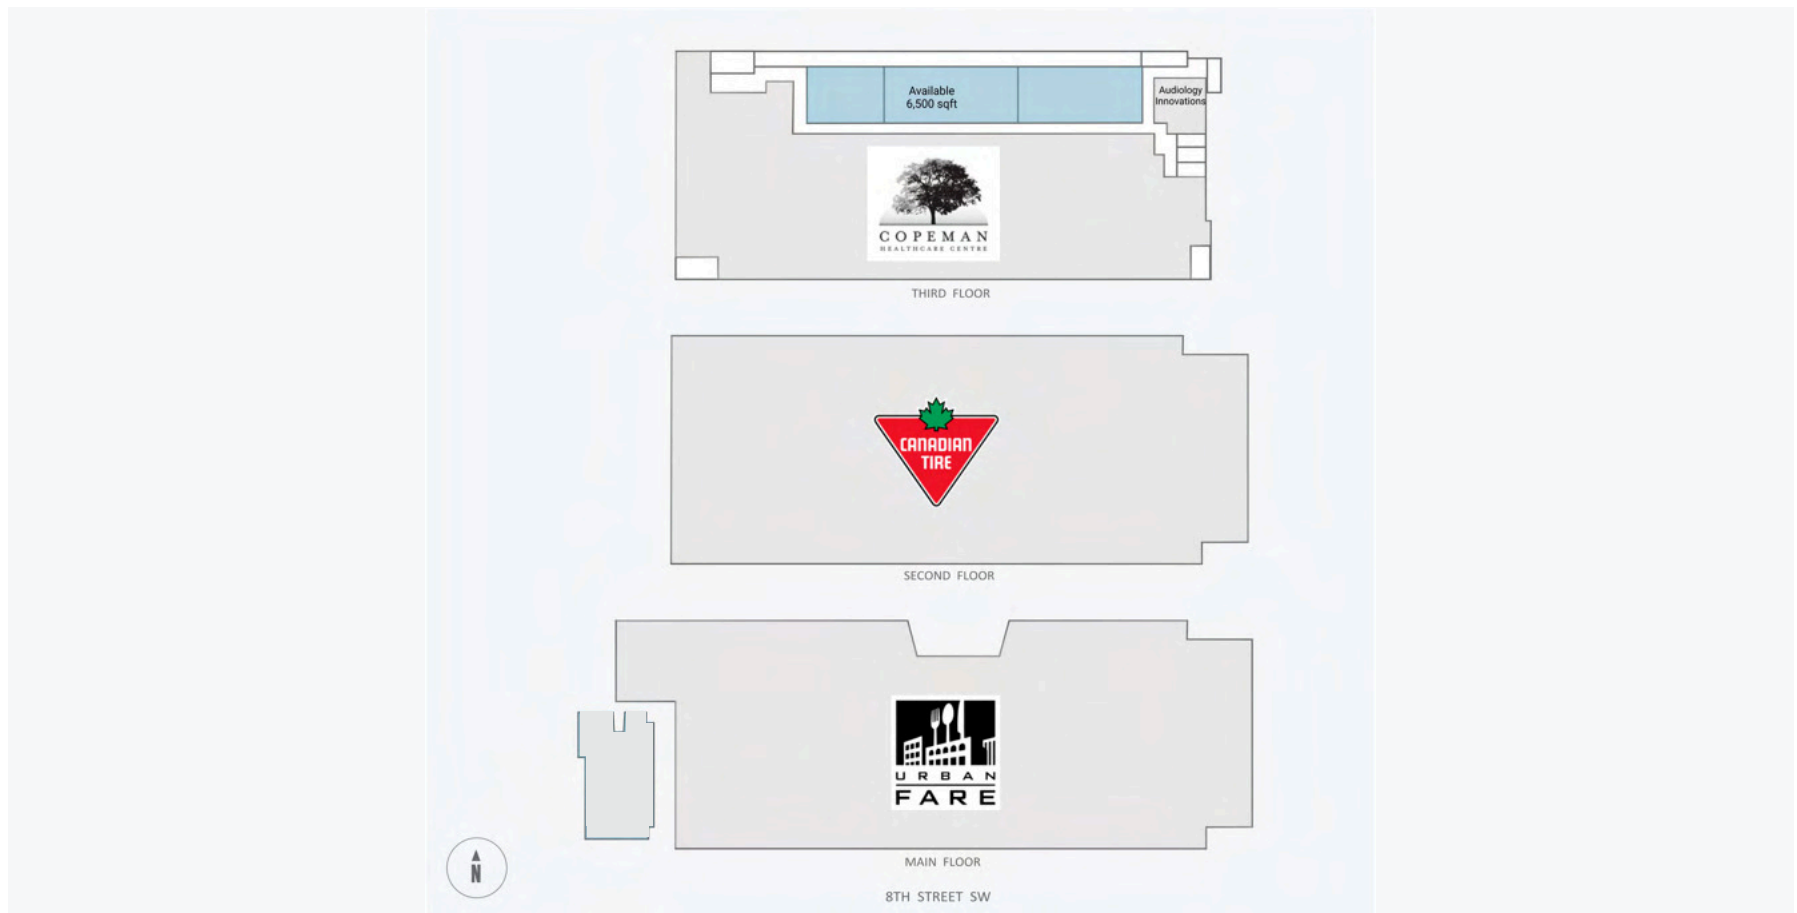 Available
6,500 sqft
Audiology
Innovations
COPEMAN
HEALTHCARE CENTRE
THIRD FLOOR
CANADIAN
TIRE
SECOND FLOOR
URBAN
FARE
MAIN FLOOR
N
8TH STREET SW